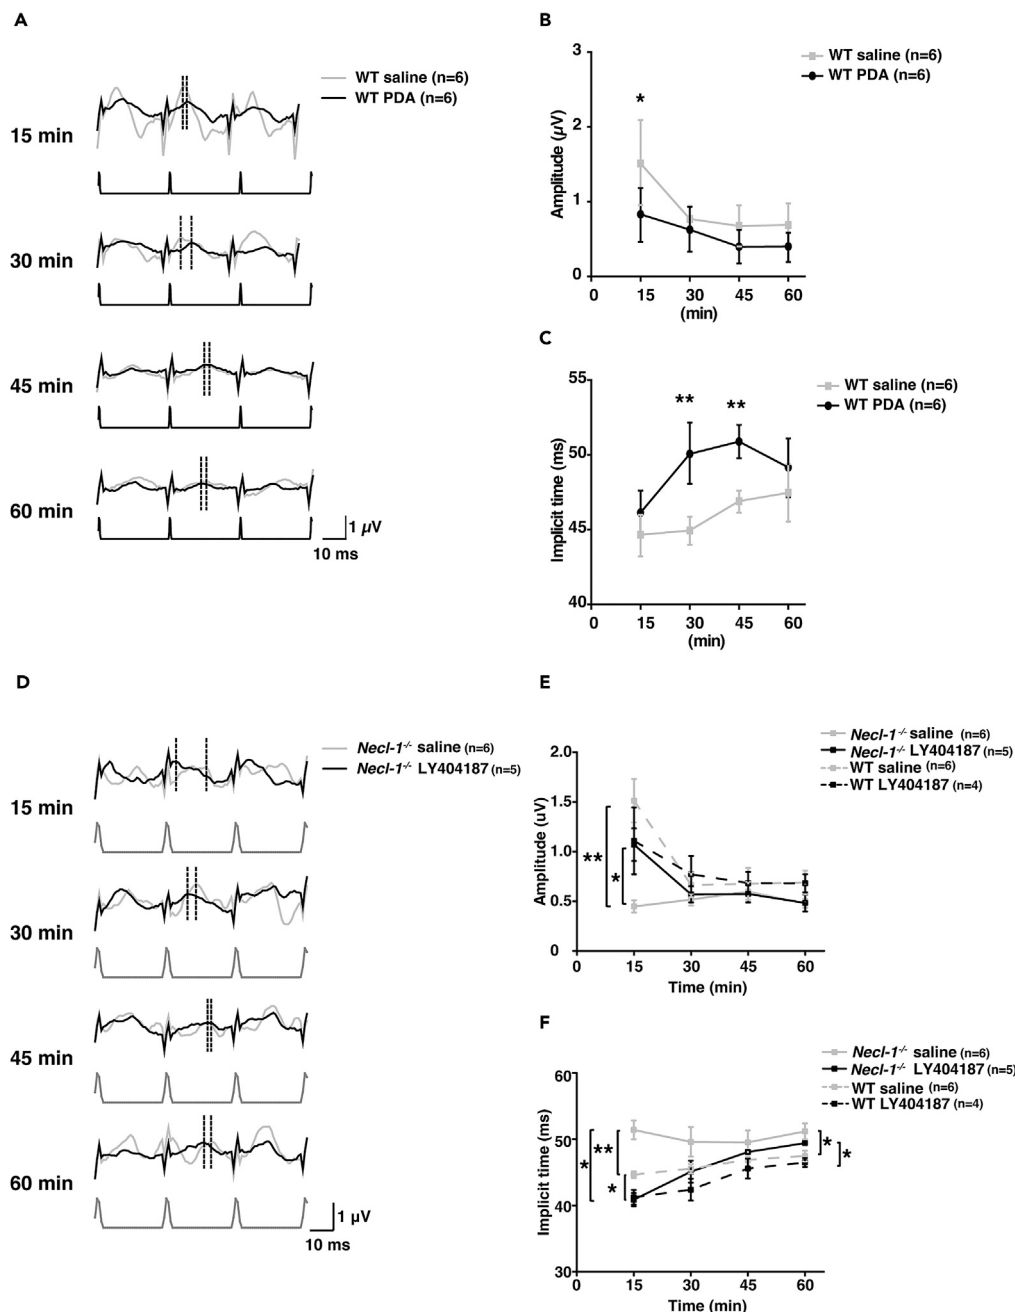 A
WT saline (n=6)
WT PDA (n=6)
15 min
30 min
45 min
60 min
1 µV
10 ms
B
WT saline (n=6)
WT PDA (n=6)
3
2
1
0
Amplitude (µV)
*
0 15 30 45 60
(min)
C
WT saline (n=6)
WT PDA (n=6)
55
50
45
40
Implicit time (ms)
** **
0 15 30 45 60
(min)
D
Necl-1-/- saline (n=6)
Necl-1-/- LY404187 (n=5)
15 min
30 min
45 min
60 min
1 µV
10 ms
E
Necl-1-/- saline (n=6)
Necl-1-/- LY404187 (n=5)
WT saline (n=6)
WT LY404187 (n=4)
2.0
1.5
1.0
0.5
0
Amplitude (uV)
** *
0 15 30 45 60
Time (min)
F
Necl-1-/- saline (n=6)
Necl-1-/- LY404187 (n=5)
WT saline (n=6)
WT LY404187 (n=4)
60
50
40
30
Implicit time (ms)
* ** * * *
0 15 30 45 60
Time (min)